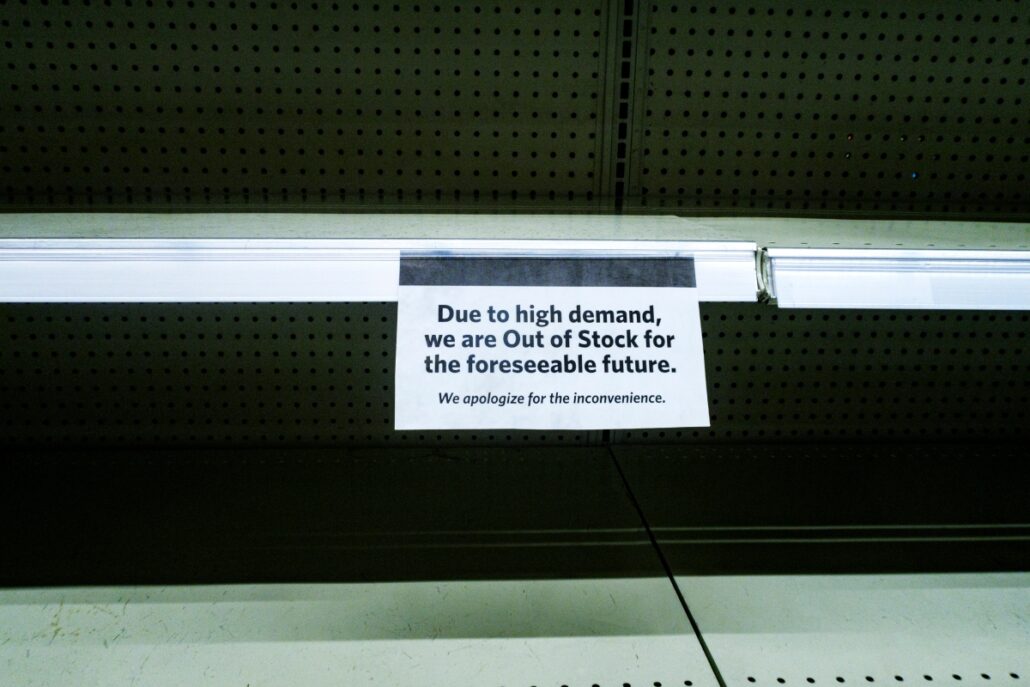 Due to high demand,
we are Out of Stock for
the foreseeable future.
We apologize for the inconvenience.